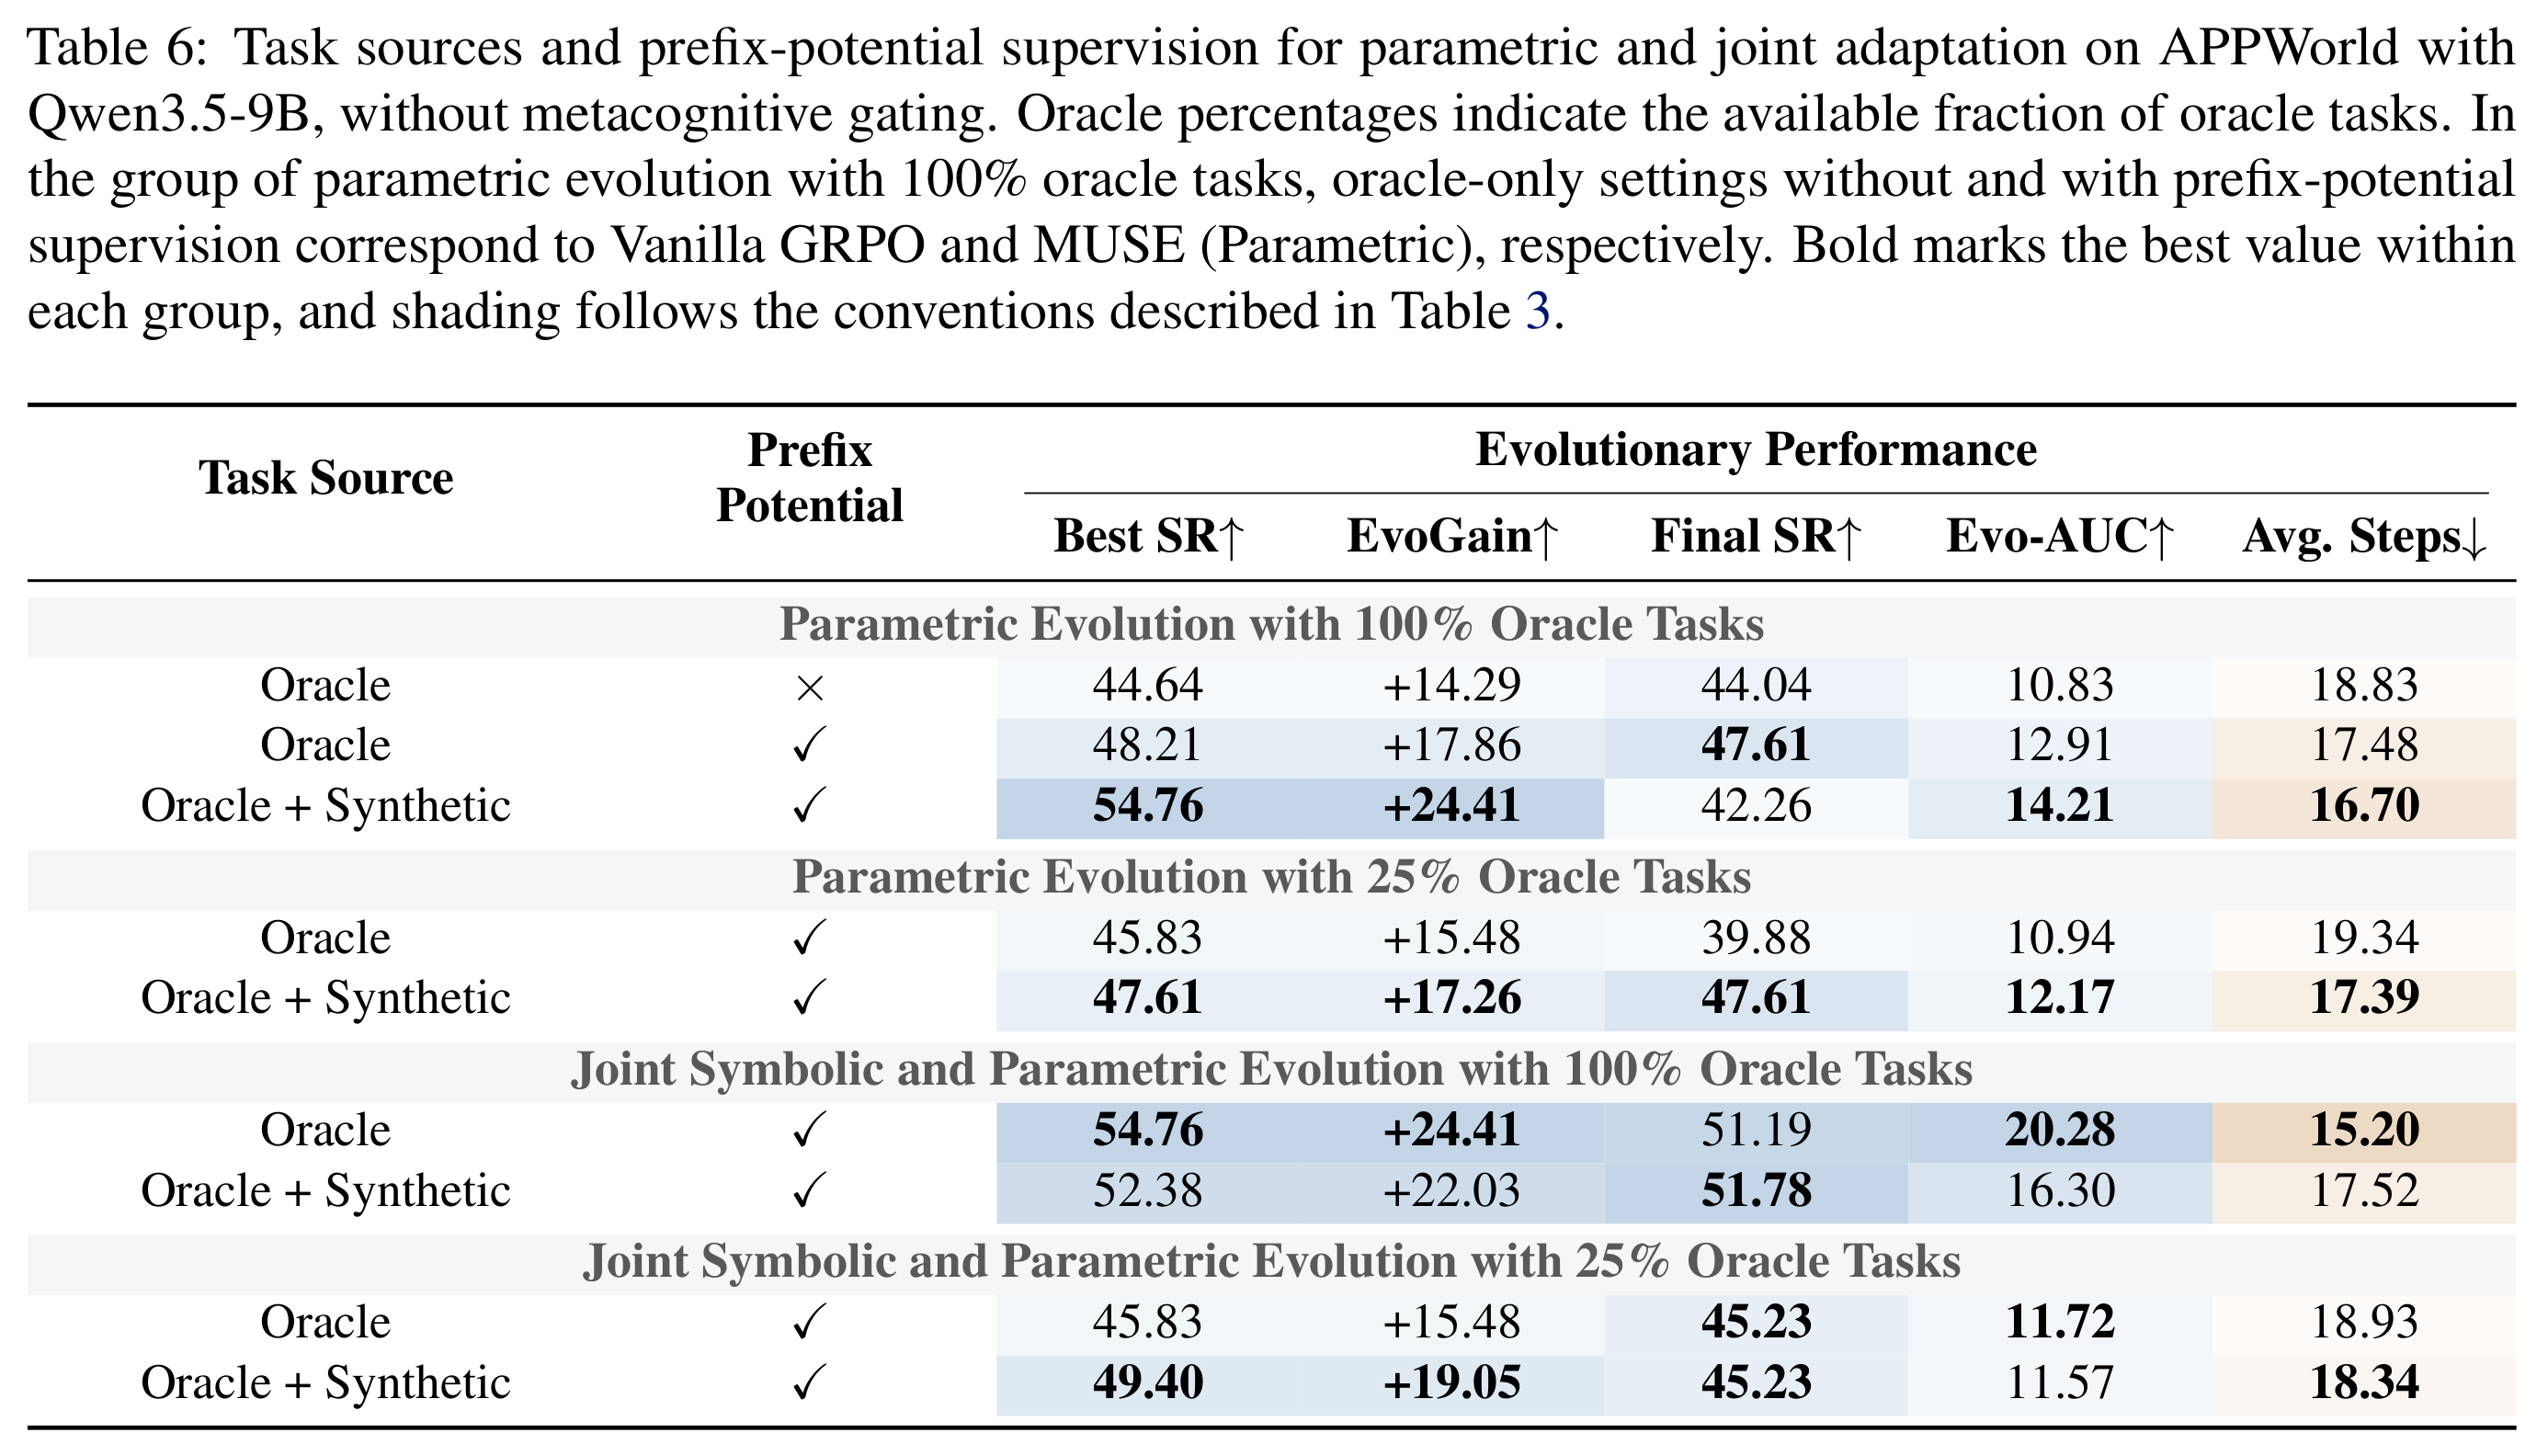 Table 6: Task sources and prefix-potential supervision for parametric and joint adaptation on APPWorld with
Qwen3.5-9B, without metacognitive gating. Oracle percentages indicate the available fraction of oracle tasks. In
the group of parametric evolution with 100% oracle tasks, oracle-only settings without and with prefix-potential
supervision correspond to Vanilla GRPO and MUSE (Parametric), respectively. Bold marks the best value within
each group, and shading follows the conventions described in Table 3.
Task Source Prefix Potential Evolutionary Performance
Best SR↑ EvoGain↑ Final SR↑ Evo-AUC↑ Avg. Steps↓
Parametric Evolution with 100% Oracle Tasks
Oracle × 44.64 +14.29 44.04 10.83 18.83
Oracle ✓ 48.21 +17.86 47.61 12.91 17.48
Oracle + Synthetic ✓ 54.76 +24.41 42.26 14.21 16.70
Parametric Evolution with 25% Oracle Tasks
Oracle ✓ 45.83 +15.48 39.88 10.94 19.34
Oracle + Synthetic ✓ 47.61 +17.26 47.61 12.17 17.39
Joint Symbolic and Parametric Evolution with 100% Oracle Tasks
Oracle ✓ 54.76 +24.41 51.19 20.28 15.20
Oracle + Synthetic ✓ 52.38 +22.03 51.78 16.30 17.52
Joint Symbolic and Parametric Evolution with 25% Oracle Tasks
Oracle ✓ 45.83 +15.48 45.23 11.72 18.93
Oracle + Synthetic ✓ 49.40 +19.05 45.23 11.57 18.34